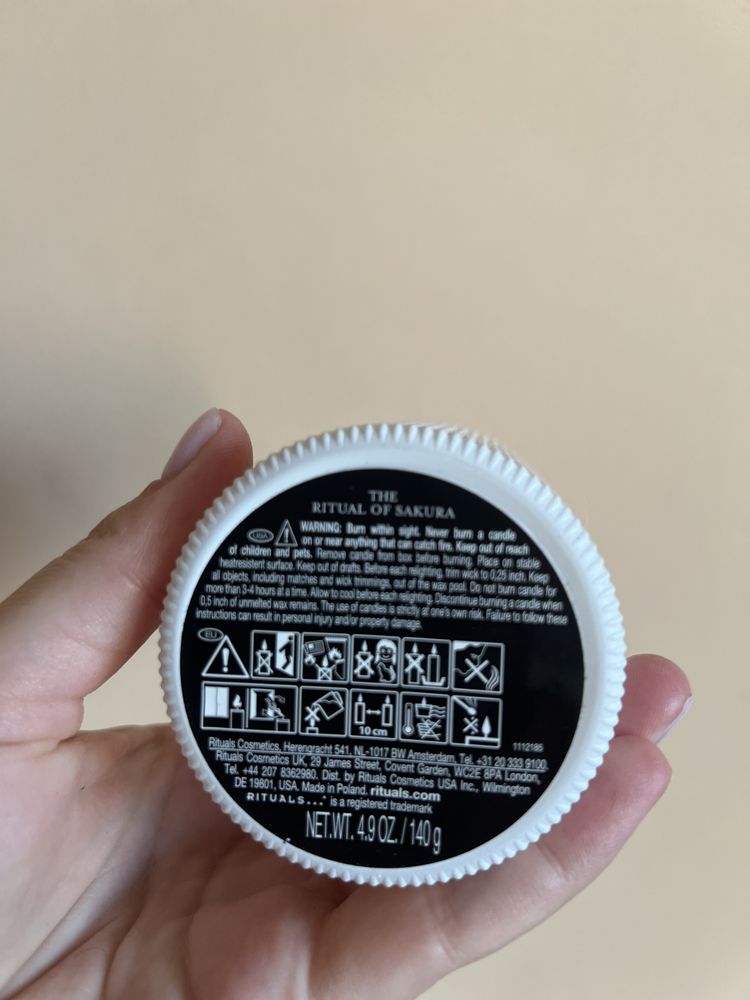 THE
RITUAL OF SAKURA
USA WARNING: Burn within sight. Never burn a candle
on or near anything that can catch fire. Keep out of reach
of children and pets. Remove candle from box before burning. Place on stable
heatresistent surface. Keep out of drafts. Before each relighting, trim wick to 0.25 inch. Keep
all objects, including matches and wick trimmings, out of the wax pool. Do not burn candle for
more than 3-4 hours at a time. Allow to cool before each relighting. Discontinue burning a candle when
0.5 inch of unmelted wax remains. The use of candles is strictly at one's own risk. Failure to follow these
instructions can result in personal injury and/or property damage.
EU
10 cm
1112185
Rituals Cosmetics, Herengracht 541, NL-1017 BW Amsterdam, Tel. +31 20 333 9100.
Rituals Cosmetics UK, 29 James Street, Covent Garden, WC2E 8PA London,
Tel. +44 207 8362980. Dist. by Rituals Cosmetics USA Inc., Wilmington
DE 19801, USA. Made in Poland. rituals.com
RITUALS...® is a registered trademark
NET.WT. 4.9 OZ. / 140 g